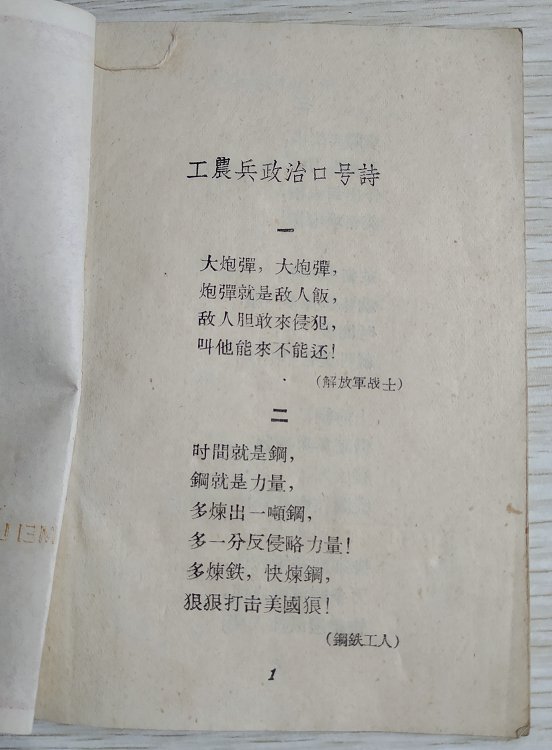 工農兵政治口号詩
一
大炮彈，大炮彈，
炮彈就是敌人飯，
敌人胆敢來侵犯，
叫他能來不能还！
（解放軍战士）
二
时間就是鋼，
鋼就是力量，
多煉出一噸鋼，
多一分反侵略力量！
多煉鉄，快煉鋼，
狠狠打击美國狼！
（鋼鉄工人）
1